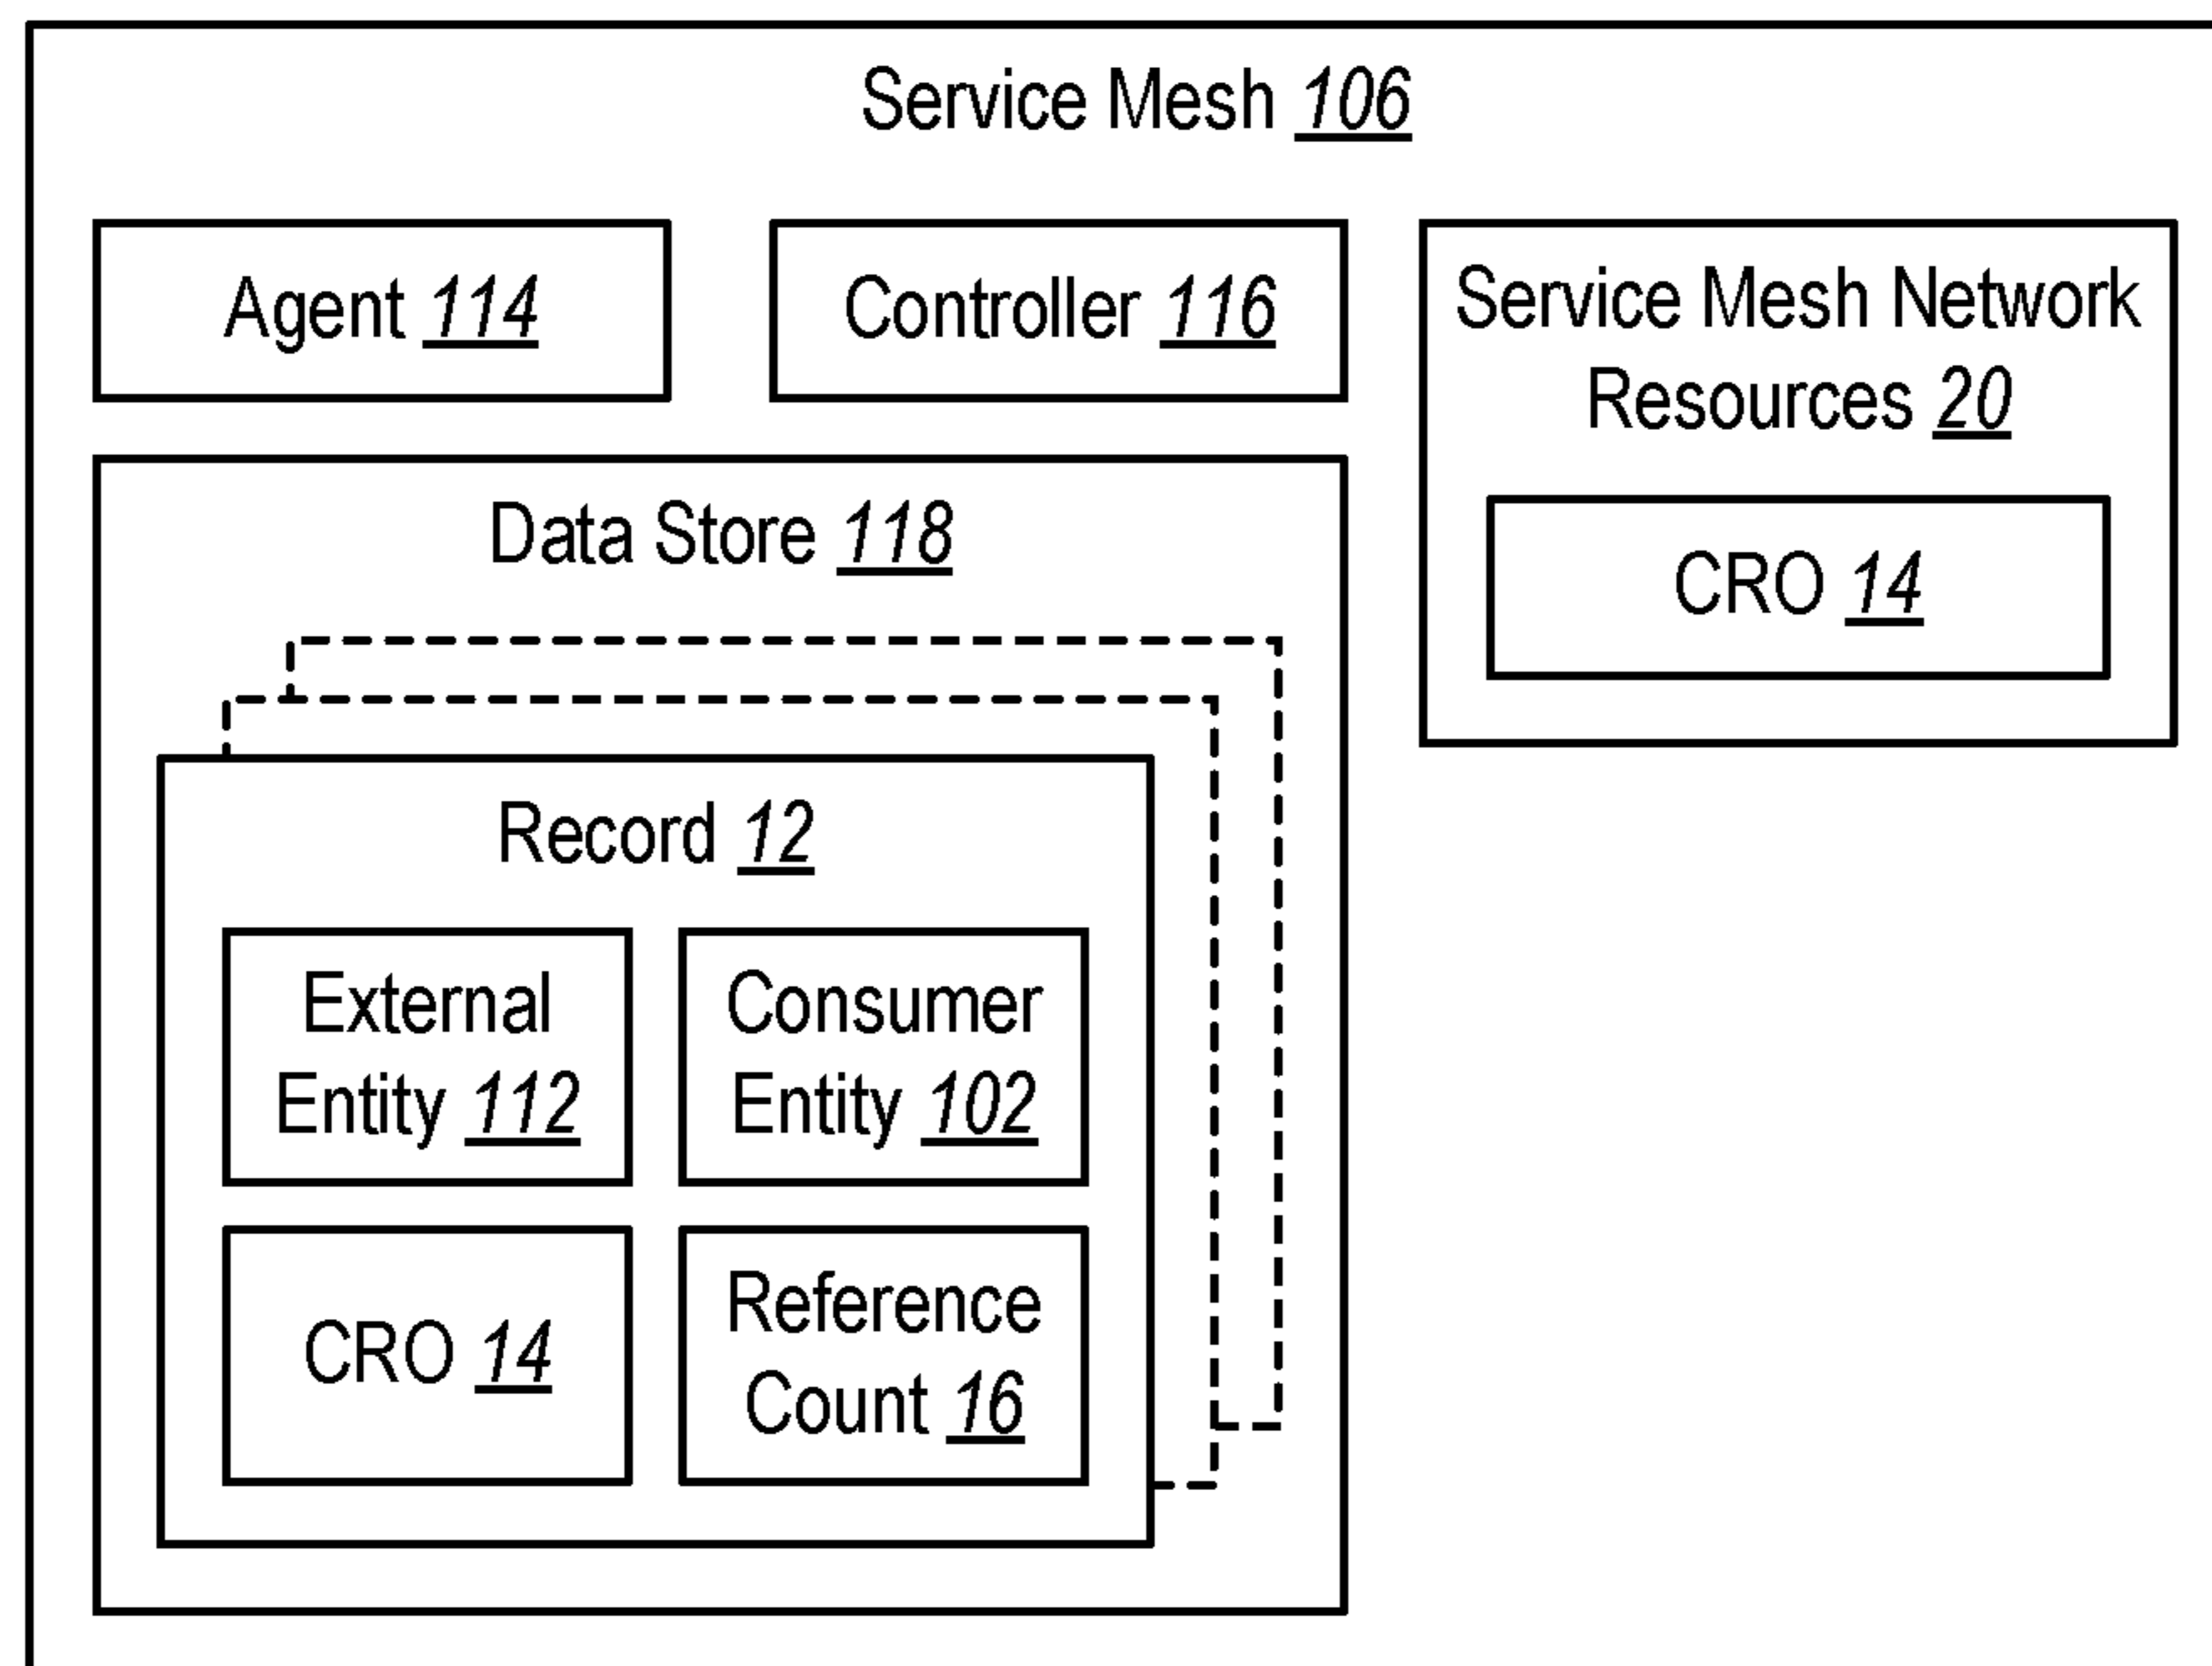 Service Mesh 106
Agent 114
Controller 116
Service Mesh Network
Resources 20
CRO 14
Data Store 118
Record 12
External
Entity 112
Consumer
Entity 102
CRO 14
Reference
Count 16